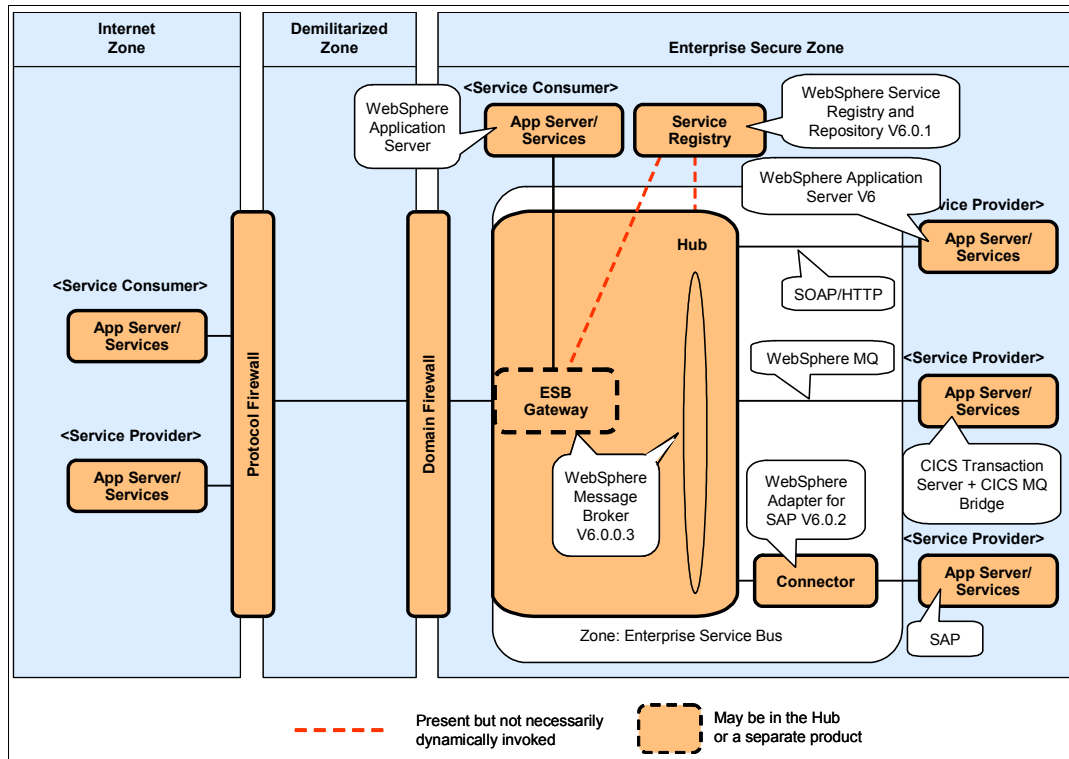 Internet
Zone
Demilitarized
Zone
Enterprise Secure Zone
<Service Consumer>
WebSphere
Application
Server
App Server/
Services
Service
Registry
WebSphere Service
Registry and
Repository V6.0.1
WebSphere Application
Server V6
Service Provider>
App Server/
Services
Hub
SOAP/HTTP
<Service Consumer>
App Server/
Services
Protocol Firewall
Domain Firewall
WebSphere MQ
<Service Provider>
App Server/
Services
ESB
Gateway
<Service Provider>
App Server/
Services
WebSphere
Message
Broker
V6.0.0.3
WebSphere
Adapter for
SAP V6.0.2
CICS Transaction
Server + CICS MQ
Bridge
<Service Provider>
Connector
App Server/
Services
Zone: Enterprise Service Bus
SAP
Present but not necessarily
dynamically invoked
May be in the Hub
or a separate product